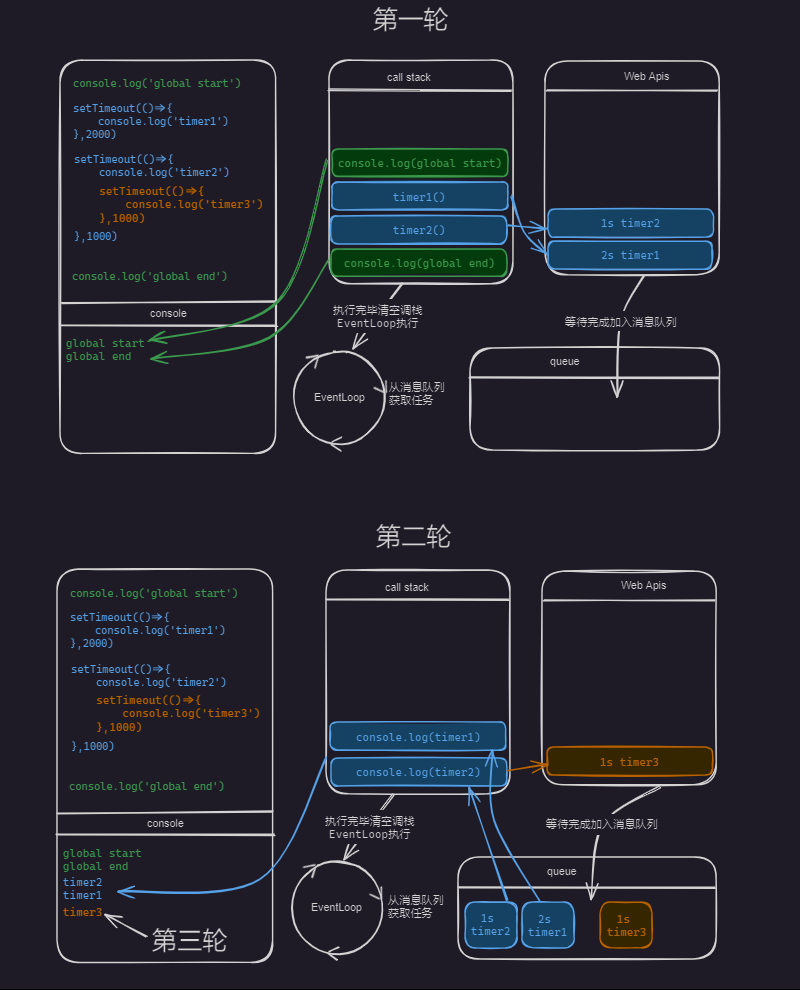 第一轮
console.log('global start')
setTimeout(()=>{
console.log('timer1')
},2000)
setTimeout(()=>{
console.log('timer2')
setTimeout(()=>{
console.log('timer3')
},1000)
},1000)
console.log('global end')
console
global start
global end
call stack
console.log(global start)
timer1()
timer2()
console.log(global end)
Web Apis
1s timer2
2s timer1
执行完毕清空调栈
EventLoop执行
EventLoop
从消息队列
获取任务
等待完成加入消息队列
queue
第二轮
console.log('global start')
setTimeout(()=>{
console.log('timer1')
},2000)
setTimeout(()=>{
console.log('timer2')
setTimeout(()=>{
console.log('timer3')
},1000)
},1000)
console.log('global end')
console
global start
global end
timer2
timer1
timer3
第三轮
call stack
console.log(timer1)
console.log(timer2)
Web Apis
1s timer3
执行完毕清空调栈
EventLoop执行
EventLoop
从消息队列
获取任务
等待完成加入消息队列
queue
1s
timer2
2s
timer1
1s
timer3